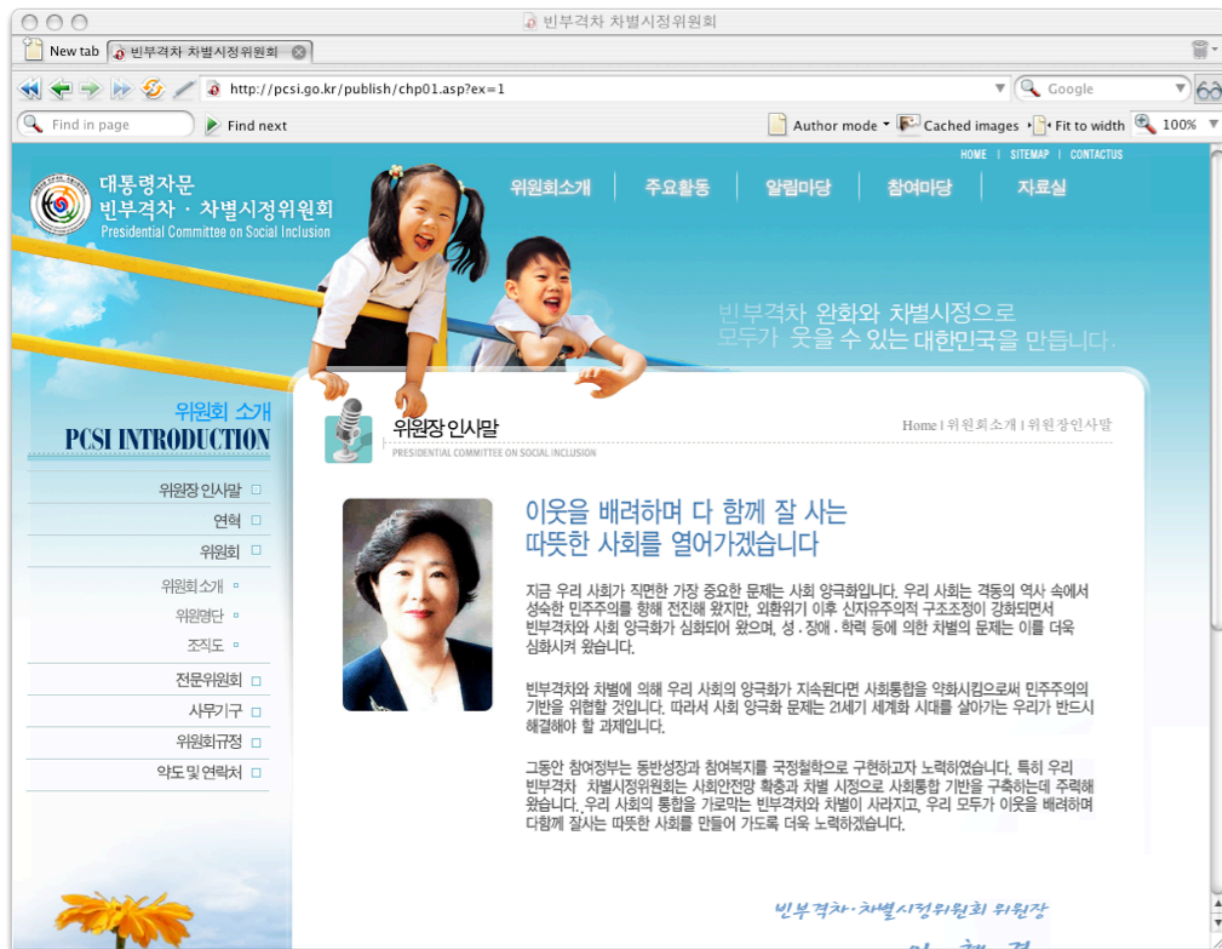 빈부격차 차별시정위원회
New tab
빈부격차 차별시정위원회
http://pcsi.go.kr/publish/chp01.asp?ex=1
Google
Find in page
Find next
Author mode
Cached images
Fit to width
100%
HOME | SITEMAP | CONTACTUS
대통령자문
빈부격차 · 차별시정위원회
Presidential Committee on Social Inclusion
위원회소개
주요활동
알림마당
참여마당
자료실
빈부격차 완화와 차별시정으로
모두가 웃을 수 있는 대한민국을 만듭니다.
위원회 소개
PCSI INTRODUCTION
위원장 인사말
연혁
위원회
위원회 소개
위원명단
조직도
전문위원회
사무기구
위원회규정
약도 및 연락처
위원장 인사말
PRESIDENTIAL COMMITTEE ON SOCIAL INCLUSION
Home | 위원회소개 | 위원장인사말
이웃을 배려하며 다 함께 잘 사는
따뜻한 사회를 열어가겠습니다
지금 우리 사회가 직면한 가장 중요한 문제는 사회 양극화입니다. 우리 사회는 격동의 역사 속에서
성숙한 민주주의를 향해 전진해 왔지만, 외환위기 이후 신자유주의적 구조조정이 강화되면서
빈부격차와 사회 양극화가 심화되어 왔으며, 성 . 장애 . 학력 등에 의한 차별의 문제는 이를 더욱
심화시켜 왔습니다.
빈부격차와 차별에 의해 우리 사회의 양극화가 지속된다면 사회통합을 약화시킴으로써 민주주의의
기반을 위협할 것입니다. 따라서 사회 양극화 문제는 21세기 세계화 시대를 살아가는 우리가 반드시
해결해야 할 과제입니다.
그동안 참여정부는 동반성장과 참여복지를 국정철학으로 구현하고자 노력하였습니다. 특히 우리
빈부격차 차별시정위원회는 사회안전망 확충과 차별 시정으로 사회통합 기반을 구축하는데 주력해
왔습니다. 우리 사회의 통합을 가로막는 빈부격차와 차별이 사라지고, 우리 모두가 이웃을 배려하며
다함께 잘사는 따뜻한 사회를 만들어 가도록 더욱 노력하겠습니다.
빈부격차·차별시정위원회 위원장